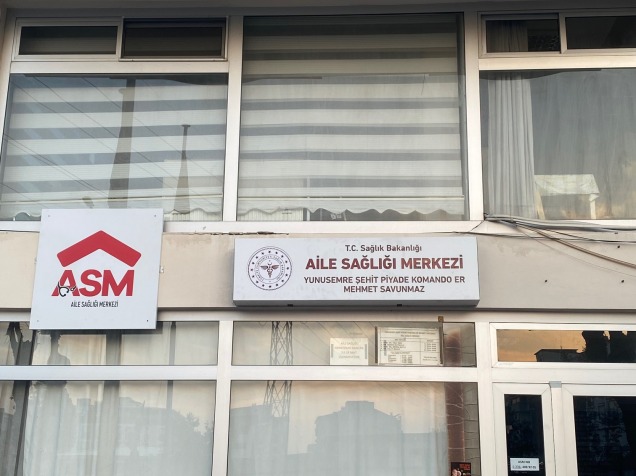 ASM
AİLE SAĞLIĞI MERKEZİ
T.C. Sağlık Bakanlığı
AİLE SAĞLIĞI MERKEZİ
YUNUSEMRE ŞEHİT PİYADE KOMANDO ER
MEHMET SAVUNMAZ